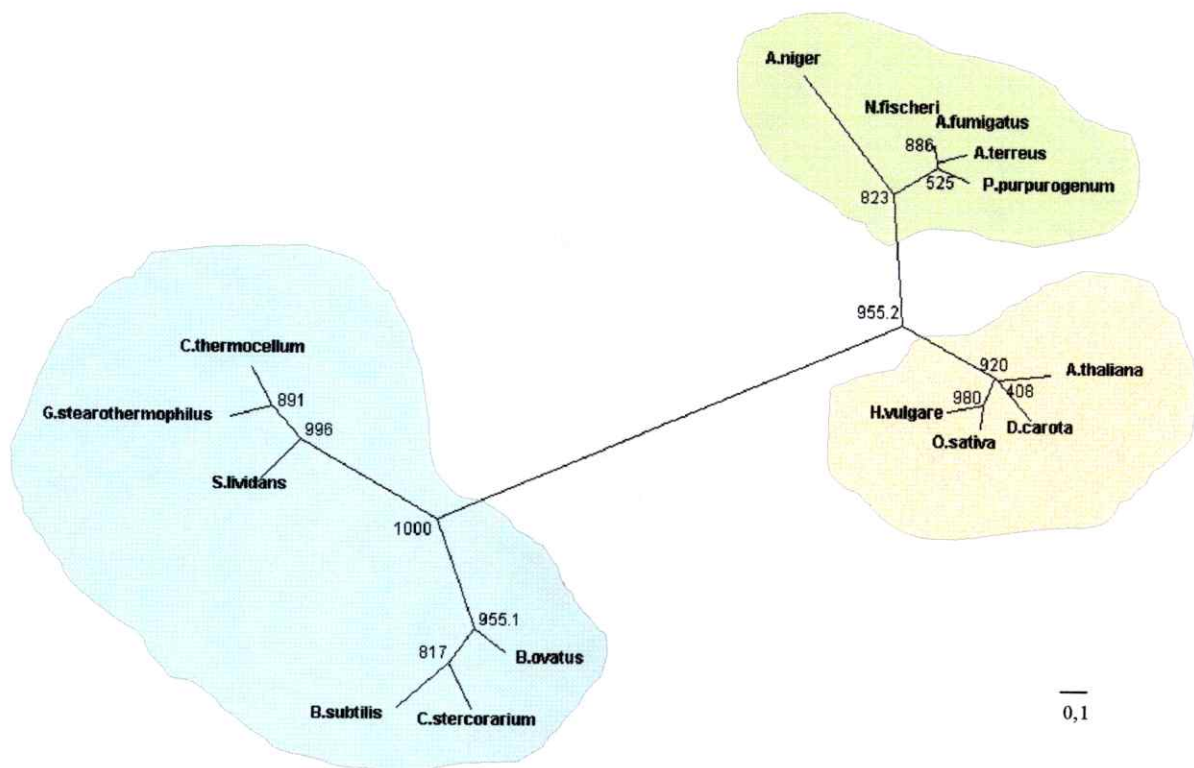 A.niger
N.fischeri
A.fumigatus
886
A.terreus
525
P.purpurogenum
823
955.2
920
A.thaliana
408
980
H.vulgare
D.carota
O.sativa
C.thermocellum
891
G.stearothermophilus
996
S.lividans
1000
955.1
817
B.ovatus
B.subtilis
C.stercorarium
0,1